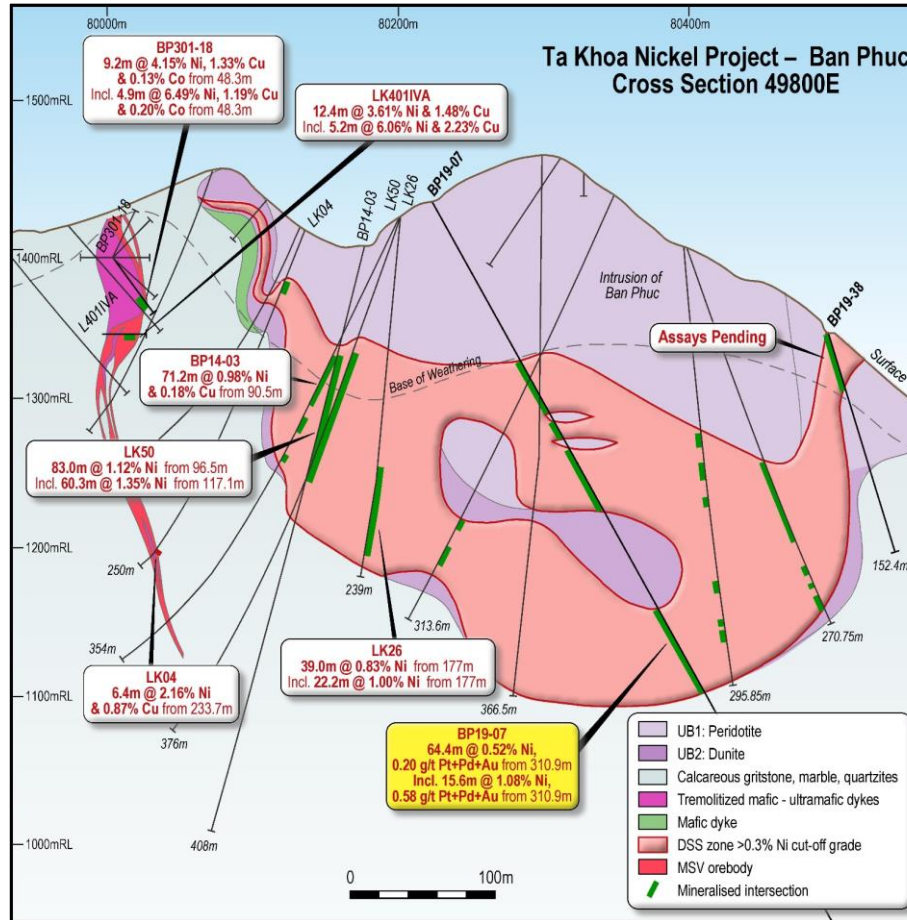 80000m
80200m
80400m
Ta Khoa Nickel Project – Ban Phuc
Cross Section 49800E
BP301-18
9.2m @ 4.15% Ni, 1.33% Cu
& 0.13% Co from 48.3m
Incl. 4.9m @ 6.49% Ni, 1.19% Cu
& 0.20% Co from 48.3m
LK401IVA
12.4m @ 3.61% Ni & 1.48% Cu
Incl. 5.2m @ 6.06% Ni & 2.23% Cu
1500mRL
LK04
BP14-03
LK50
LK26
BP19-07
BP301-18
1400mRL
L401IVA
Intrusion of
Ban Phuc
BP19-38
Assays Pending
Surface
BP14-03
71.2m @ 0.98% Ni
& 0.18% Cu from 90.5m
Base of Weathering
1300mRL
LK50
83.0m @ 1.12% Ni from 96.5m
Incl. 60.3m @ 1.35% Ni from 117.1m
1200mRL
250m
239m
152.4m
313.6m
270.75m
354m
LK26
39.0m @ 0.83% Ni from 177m
Incl. 22.2m @ 1.00% Ni from 177m
LK04
6.4m @ 2.16% Ni
& 0.87% Cu from 233.7m
295.85m
1100mRL
366.5m
376m
BP19-07
64.4m @ 0.52% Ni,
0.20 g/t Pt+Pd+Au from 310.9m
Incl. 15.6m @ 1.08% Ni,
0.58 g/t Pt+Pd+Au from 310.9m
UB1: Peridotite
UB2: Dunite
Calcareous gritstone, marble, quartzites
Tremolitized mafic - ultramafic dykes
Mafic dyke
DSS zone >0.3% Ni cut-off grade
MSV orebody
Mineralised intersection
1000mRL
408m
0
100m